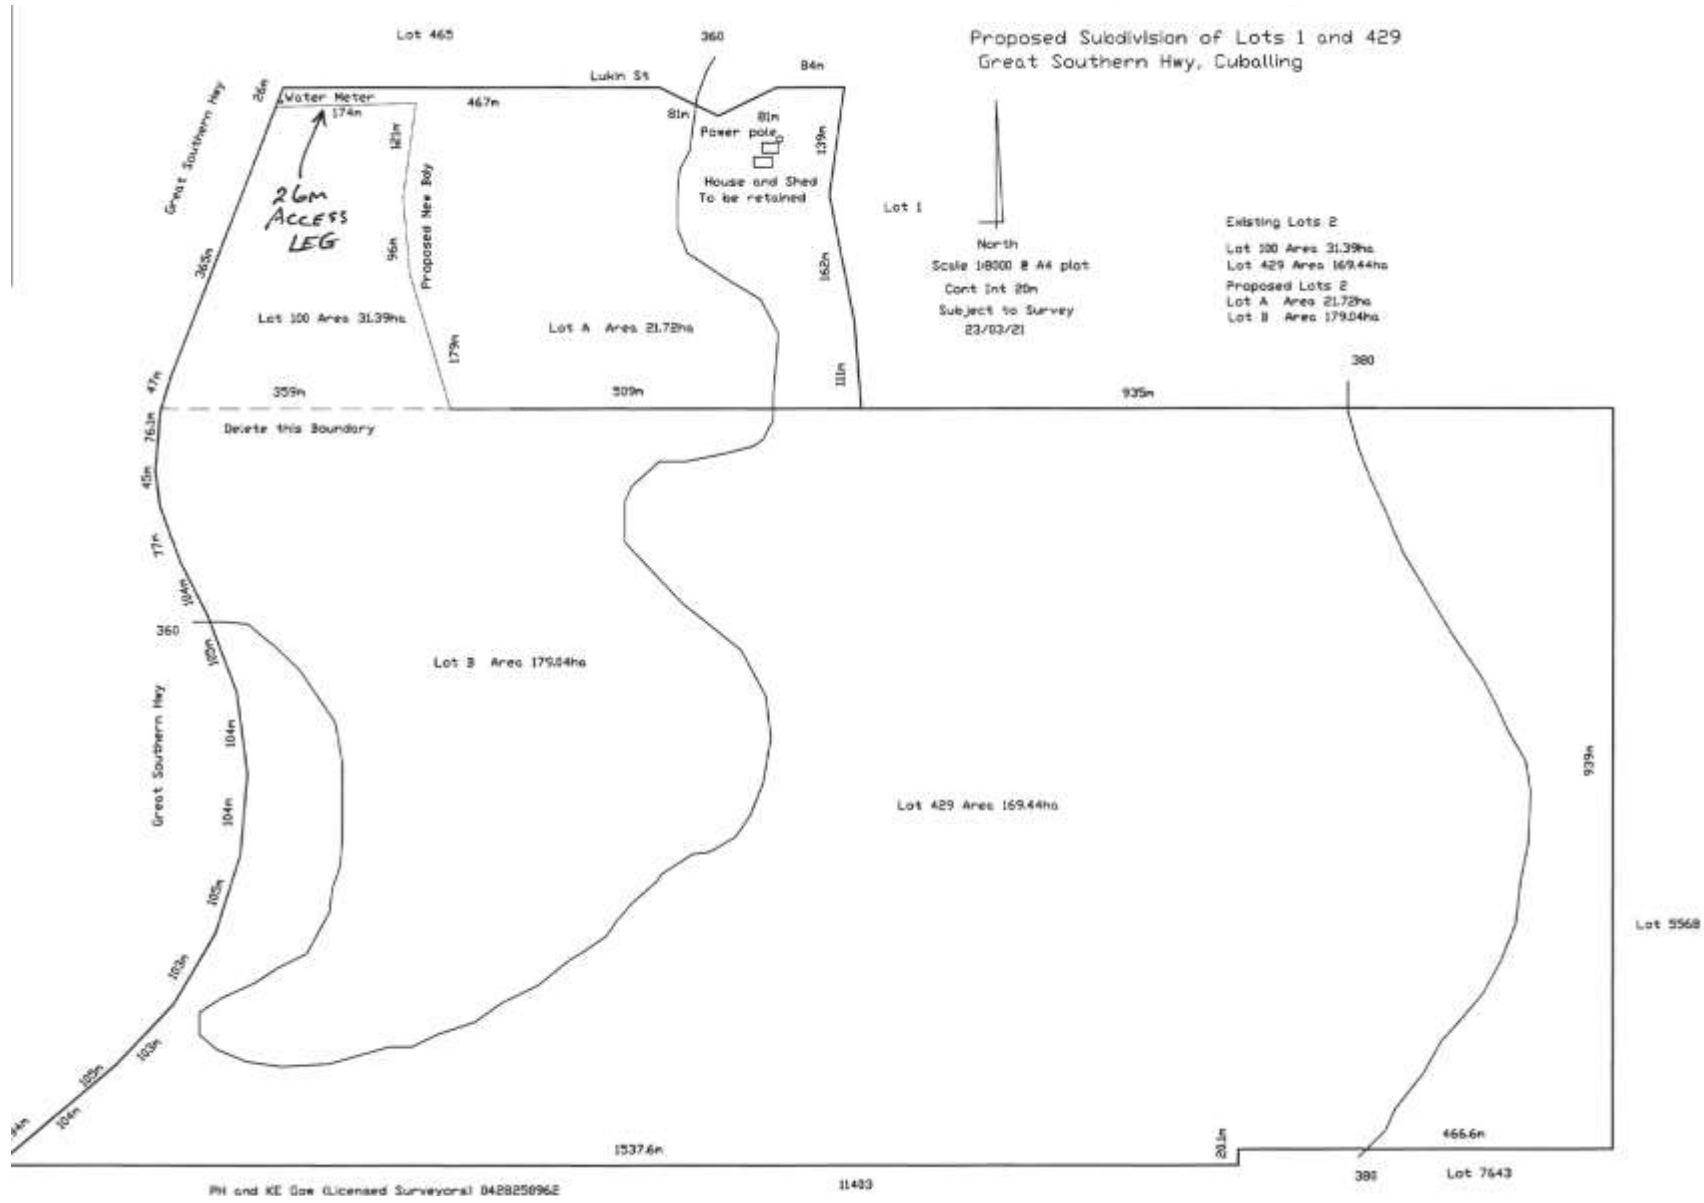 Proposed Subdivision of Lots 1 and 429
Great Southern Hwy, Cuballing
Lot 465
360
84m
Lukin St
26m
Water Meter
174m
467m
81m
81m
Power pole
139m
121m
Great Southern Hwy
26m
ACCESS
LEG
House and Shed
To be retained
Proposed New Bdy
96m
Lot 1
162m
365m
North
Scale 1:8000 @ A4 plot
Cont Int 20m
Subject to Survey
23/03/21
Existing Lots 2
Lot 100 Area 31.39ha
Lot 429 Area 169.44ha
Proposed Lots 2
Lot A Area 21.72ha
Lot B Area 179.04ha
Lot 100 Area 31.39ha
Lot A Area 21.72ha
179m
111m
380
47m
359m
509m
935m
76.3m
Delete this Boundary
45m
77m
104m
360
105m
Lot B Area 179.04ha
Great Southern Hwy
104m
104m
939m
Lot 429 Area 169.44ha
105m
Lot 5568
103m
103m
105m
104m
1537.6m
20.1m
466.6m
380
Lot 7643
11403
PH and KE Gow (Licensed Surveyors) 0428250962